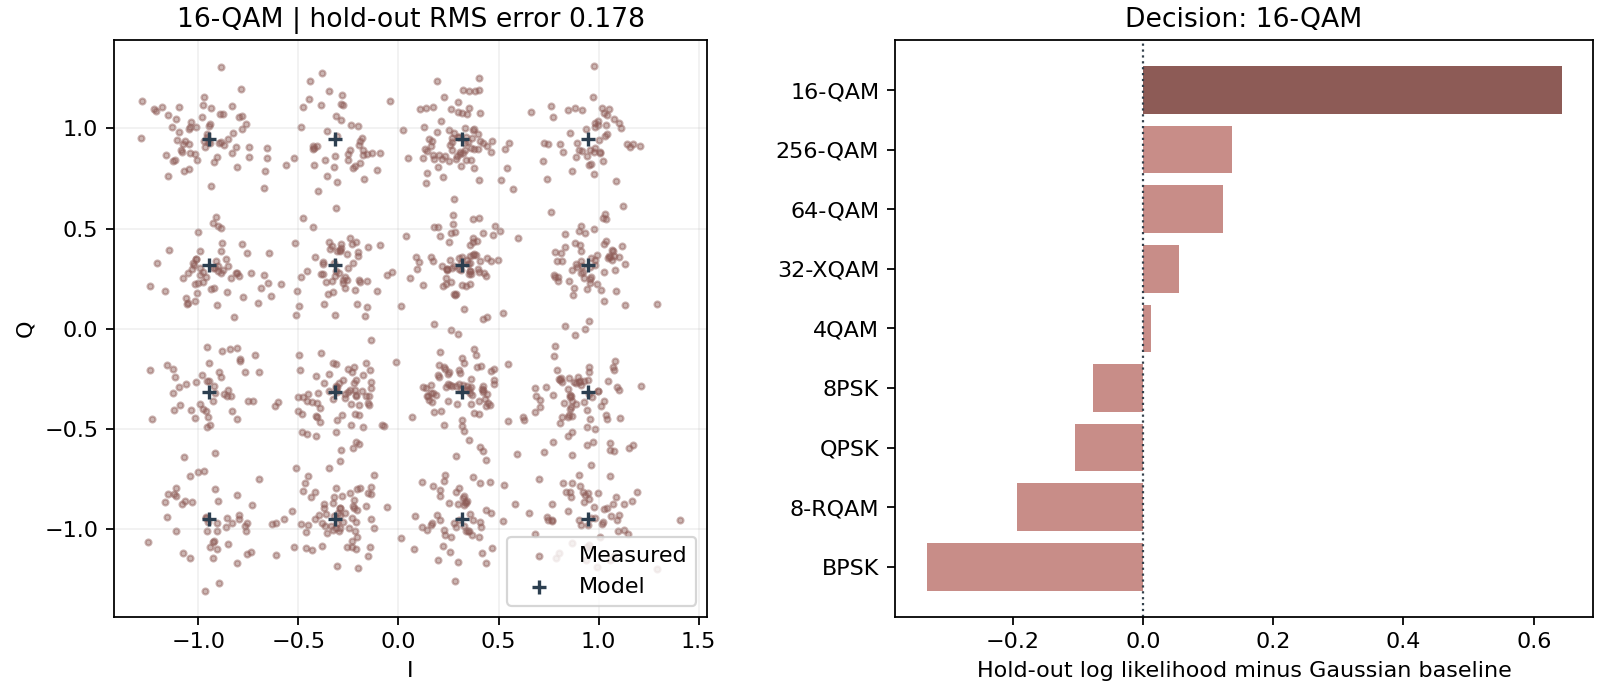 16-QAM | hold-out RMS error 0.178
Q
1.0
0.5
0.0
−0.5
−1.0
Measured
Model
−1.0 −0.5 0.0 0.5 1.0 1.5
I
Decision: 16-QAM
16-QAM
256-QAM
64-QAM
32-XQAM
4QAM
8PSK
QPSK
8-RQAM
BPSK
−0.2 0.0 0.2 0.4 0.6
Hold-out log likelihood minus Gaussian baseline